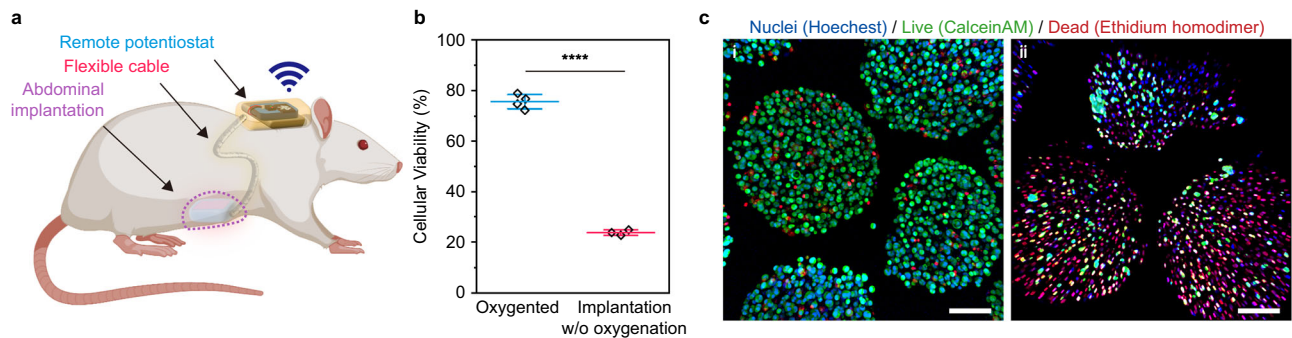 a
Remote potentiostat
Flexible cable
Abdominal
implantation
b
Cellular Viability (%)
100
80
60
40
20
0
****
Oxygented
Implantation
w/o oxygenation
c
Nuclei (Hoechest) / Live (CalceinAM) / Dead (Ethidium homodimer)
i
ii